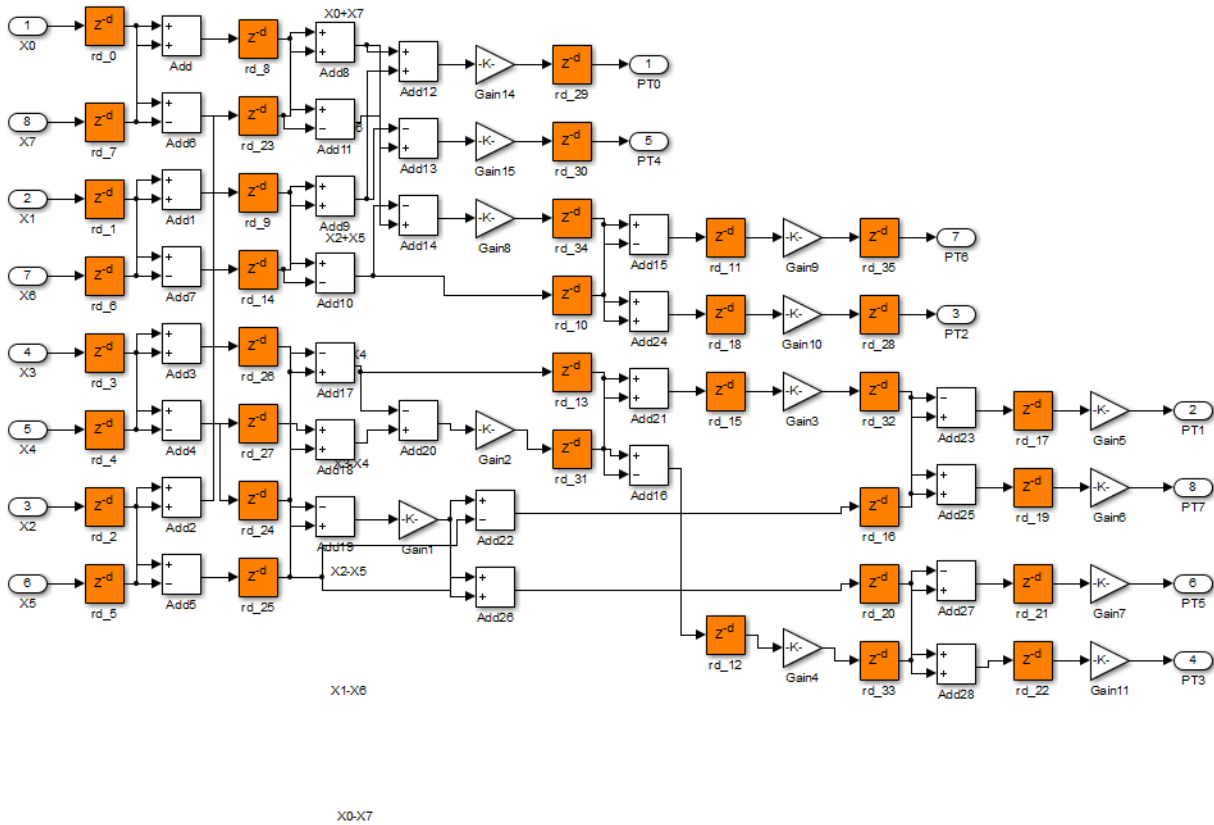 X0+X7
1 X0 z-d rd_0 + + Add z-d rd_8 + + Add8 + + Add12 -K- Gain14 z-d rd_29 1 PT0
8 X7 z-d rd_7 + − Add6 z-d rd_23 + − Add11 6 − + Add13 -K- Gain15 z-d rd_30 5 PT4
2 X1 z-d rd_1 + + Add1 z-d rd_9 + + Add9 − + Add14 -K- Gain8 z-d rd_34 + − Add15 z-d rd_11 -K- Gain9 z-d rd_35 7 PT6
X2+X5
7 X6 z-d rd_6 + − Add7 z-d rd_14 + − Add10 z-d rd_10 + + Add24 z-d rd_18 -K- Gain10 z-d rd_28 3 PT2
4 X3 z-d rd_3 + + Add3 z-d rd_26 − + Add17 X4 z-d rd_13 + + Add21 z-d rd_15 -K- Gain3 z-d rd_32 − + Add23 z-d rd_17 -K- Gain5 2 PT1
5 X4 z-d rd_4 + − Add4 z-d rd_27 + + Add18 − + Add20 -K- Gain2 z-d rd_31 + − Add16
X3-X4
3 X2 z-d rd_2 + + Add2 z-d rd_24 − + Add19 -K- Gain1 + − Add22 z-d rd_16 + + Add25 z-d rd_19 -K- Gain6 8 PT7
X2-X5
6 X5 z-d rd_5 + − Add5 z-d rd_25 + + Add26 z-d rd_20 − + Add27 z-d rd_21 -K- Gain7 6 PT5
z-d rd_12 -K- Gain4 z-d rd_33 + + Add28 z-d rd_22 -K- Gain11 4 PT3
X1-X6
X0-X7